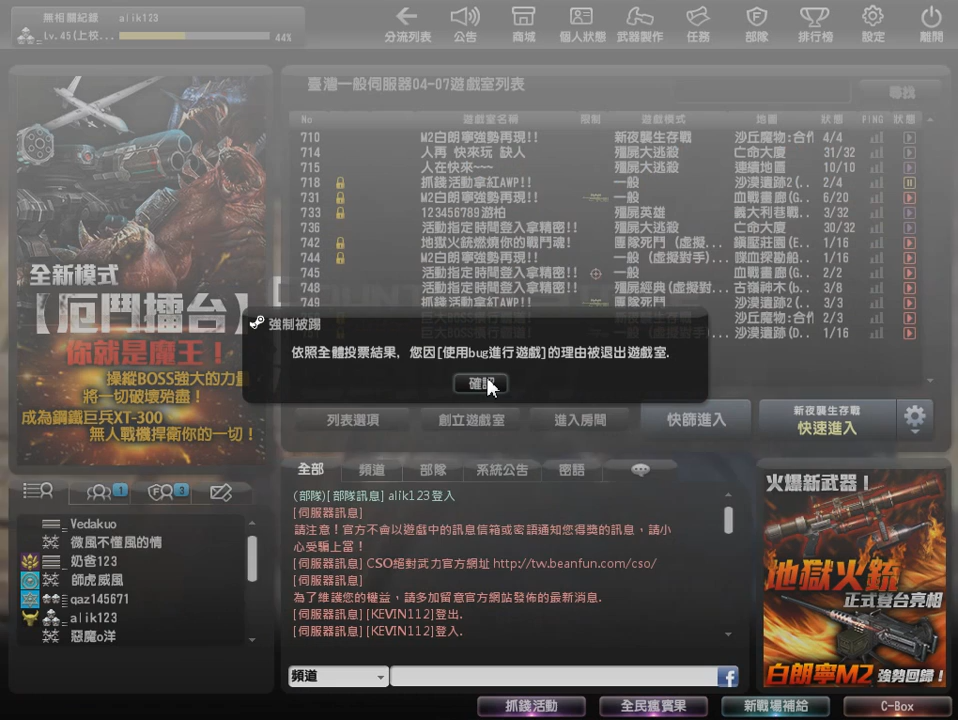 無相關紀錄 alik123
Lv.45(上校... 44%
分流列表 公告 商城 個人狀態 武器製作 任務 部隊 排行榜 設定 離開
全新模式
【厄鬥擂台】
你就是魔王！
操縱BOSS強大的力量
將一切破壞殆盡！
成為鋼鐵巨兵XT-300
無人戰機捍衛你的一切！
臺灣一般伺服器04-07遊戲室列表
尋找
No 遊戲室名稱 限制 遊戲模式 地圖 狀態 PING 狀態
710 M2白朗寧強勢再現!! 新夜襲生存戰 沙丘魔物:合作 4/4
714 人再 快來玩 缺人 殭屍大逃殺 亡命大廈 31/32
715 人在快來~~~ 殭屍大逃殺 連續地區 10/10
718 抓錢活動拿紅AWP!! 一般 沙漠遺跡2(.. 2/4
731 M2白朗寧強勢再現!! 一般 血戰畫廊(G.. 6/20
733 123456789游柏 殭屍英雄 義大利巷戰.. 3/32
736 活動指定時間登入拿精密!! 殭屍大逃殺 亡命大廈 30/32
742 地獄火銃燃燒你的戰鬥魂! 團隊死鬥 (虛擬... 鎮壓莊園(E.. 1/16
744 M2白朗寧強勢再現!! 一般 (虛擬對手)... 喋血探勘船.. 1/16
745 活動指定時間登入拿精密!! 一般 血戰畫廊(G.. 2/2
748 活動指定時間登入拿精密!! 殭屍經典(虛擬對... 古嶺神木(b.. 3/8
749 抓錢活動拿紅AWP!! 團隊死鬥 沙漠遺跡2(.. 3/3
沙丘魔物:合作 2/3
沙漠遺跡(D.. 1/16
強制被踢
依照全體投票結果, 您因[使用bug進行遊戲]的理由被退出遊戲室.
確認
列表選項 創立遊戲室 進入房間 快篩進入
新夜襲生存戰
快速進入
全部 頻道 部隊 系統公告 密語
(部隊)[部隊訊息] alik123登入
[伺服器訊息]
請注意！官方不會以遊戲中的訊息信箱或密語通知您得獎的訊息，請小
心受騙上當！
[伺服器訊息] CSO絕對武力官方網址 http://tw.beanfun.com/cso/
[伺服器訊息]
為了維護您的權益，請多加留意官方網站發佈的最新消息.
[伺服器訊息] [KEVIN112]登出.
[伺服器訊息] [KEVIN112]登入.
頻道
1 3
Vedakuo
微風不懂風的情
奶爸123
師虎威風
qaz145671
alik123
惡魔o洋
火爆新武器！
地獄火銃
正式登台亮相
白朗寧M2 強勢回歸！
抓錢活動 全民瘋賓果 新戰場補給 C-Box